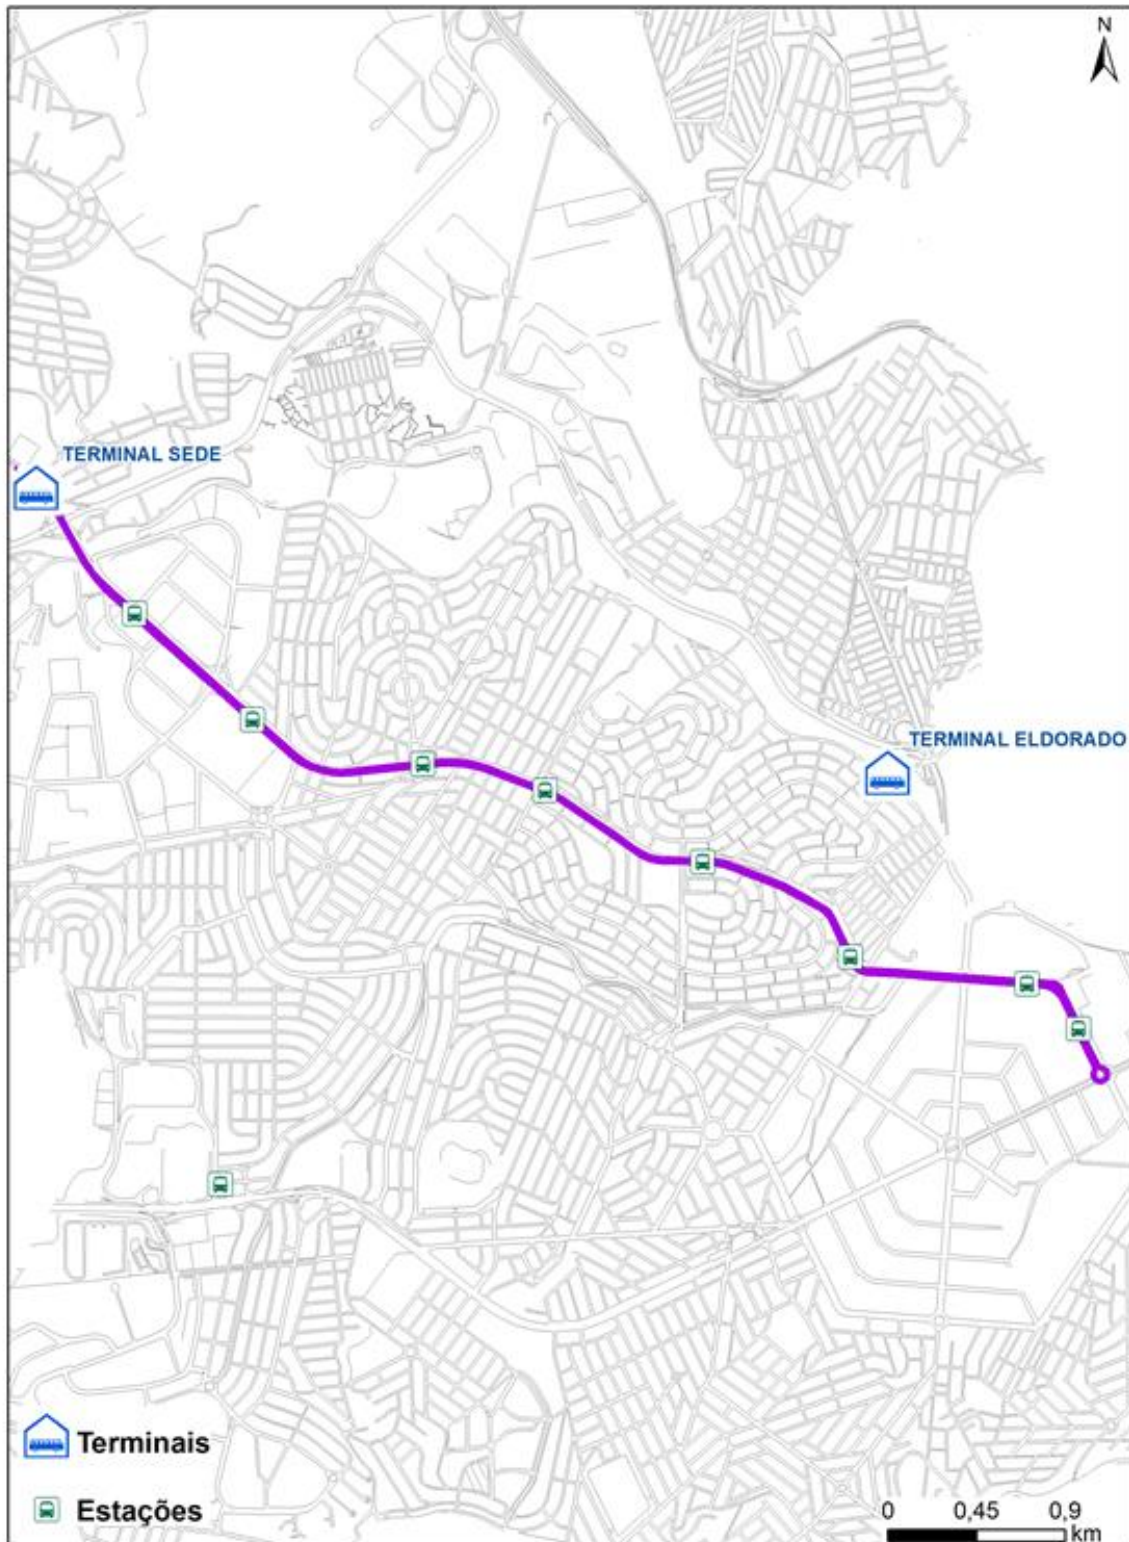 N
TERMINAL SEDE
TERMINAL ELDORADO
Terminais
Estações
0 0,45 0,9
km